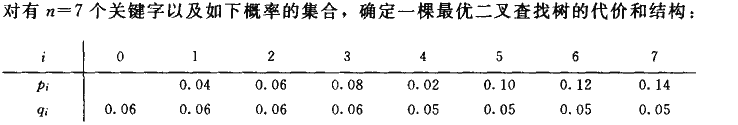 对有 n=7 个关键字以及如下概率的集合，确定一棵最优二叉查找树的代价和结构：
i 0 1 2 3 4 5 6 7
pi 0.04 0.06 0.08 0.02 0.10 0.12 0.14
qi 0.06 0.06 0.06 0.06 0.05 0.05 0.05 0.05